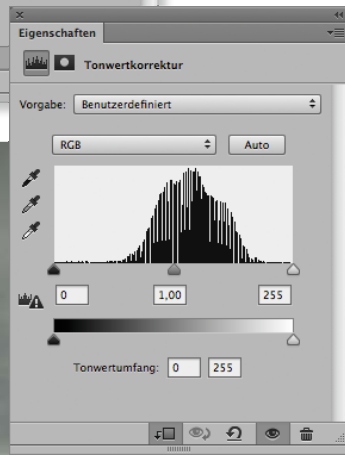 Eigenschaften
Tonwertkorrektur
Vorgabe: Benutzerdefiniert
RGB Auto
0 1,00 255
Tonwertumfang: 0 255